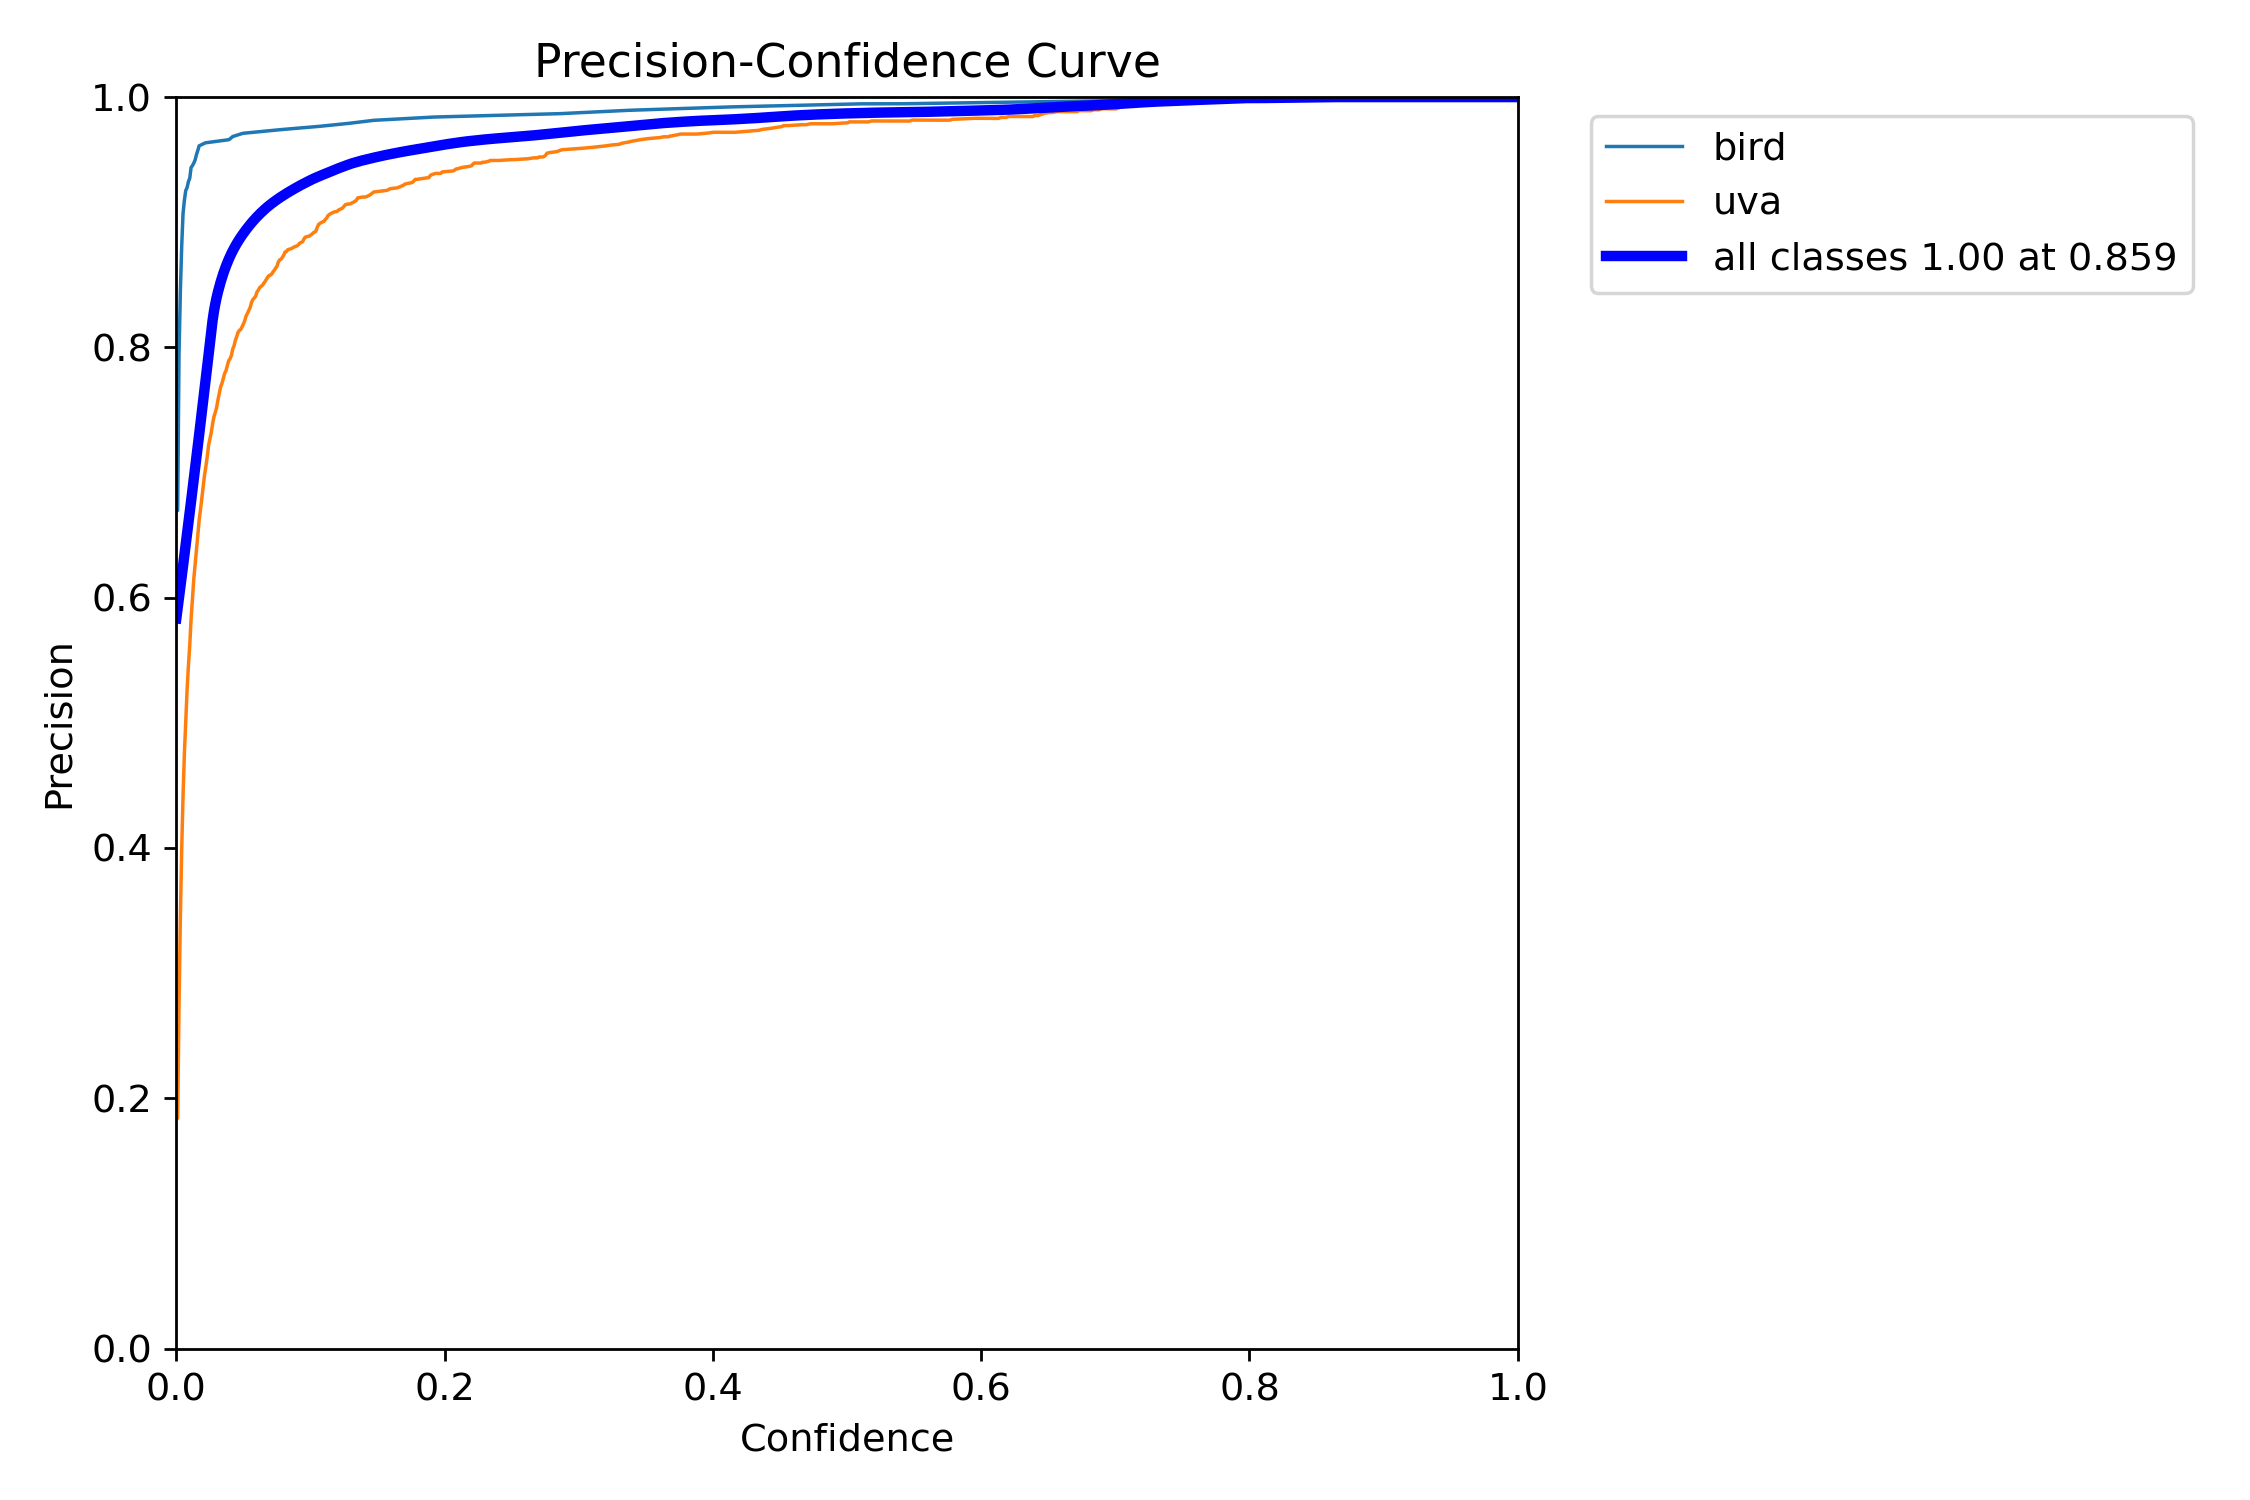 Precision-Confidence Curve
1.0
0.8
0.6
0.4
0.2
0.0
Precision
0.0 0.2 0.4 0.6 0.8 1.0
Confidence
bird
uva
all classes 1.00 at 0.859